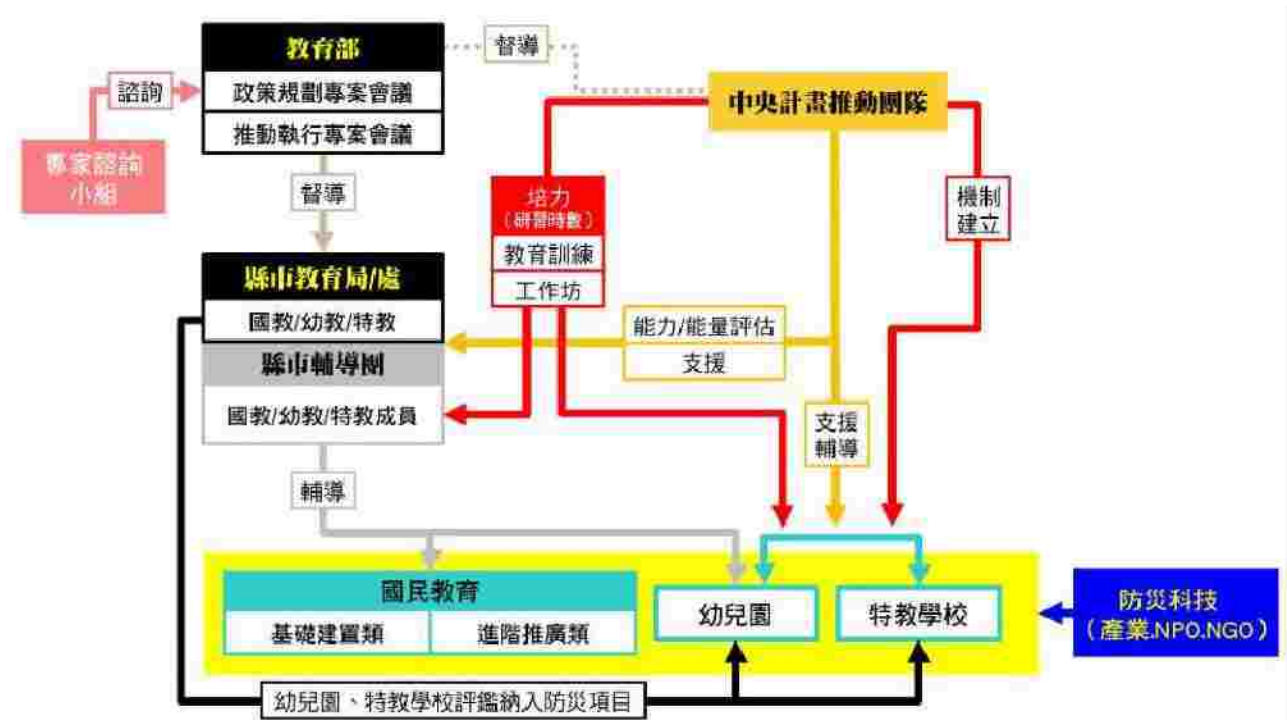 教育部
政策規劃專案會議
推動執行專案會議
督導
中央計畫推動團隊
諮詢
專家諮詢
小組
督導
培力
（研習時數）
教育訓練
工作坊
機制
建立
縣市教育局/處
國教/幼教/特教
縣市輔導團
國教/幼教/特教成員
能力/能量評估
支援
支援
輔導
輔導
國民教育
基礎建置類
進階推廣類
幼兒園
特教學校
防災科技
（產業.NPO.NGO）
幼兒園、特教學校評鑑納入防災項目